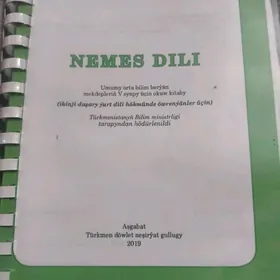 NEMES DILI
Umumy orta bilim berýän
mekdepleriň V synpy üçin okuw kitaby
(ikinji daşary ýurt dili hökmünde öwrenýänler üçin)
Türkmenistanyň Bilim ministrligi
tarapyndan hödürlenildi
Aşgabat
Türkmen döwlet neşirýat gullugy
2019